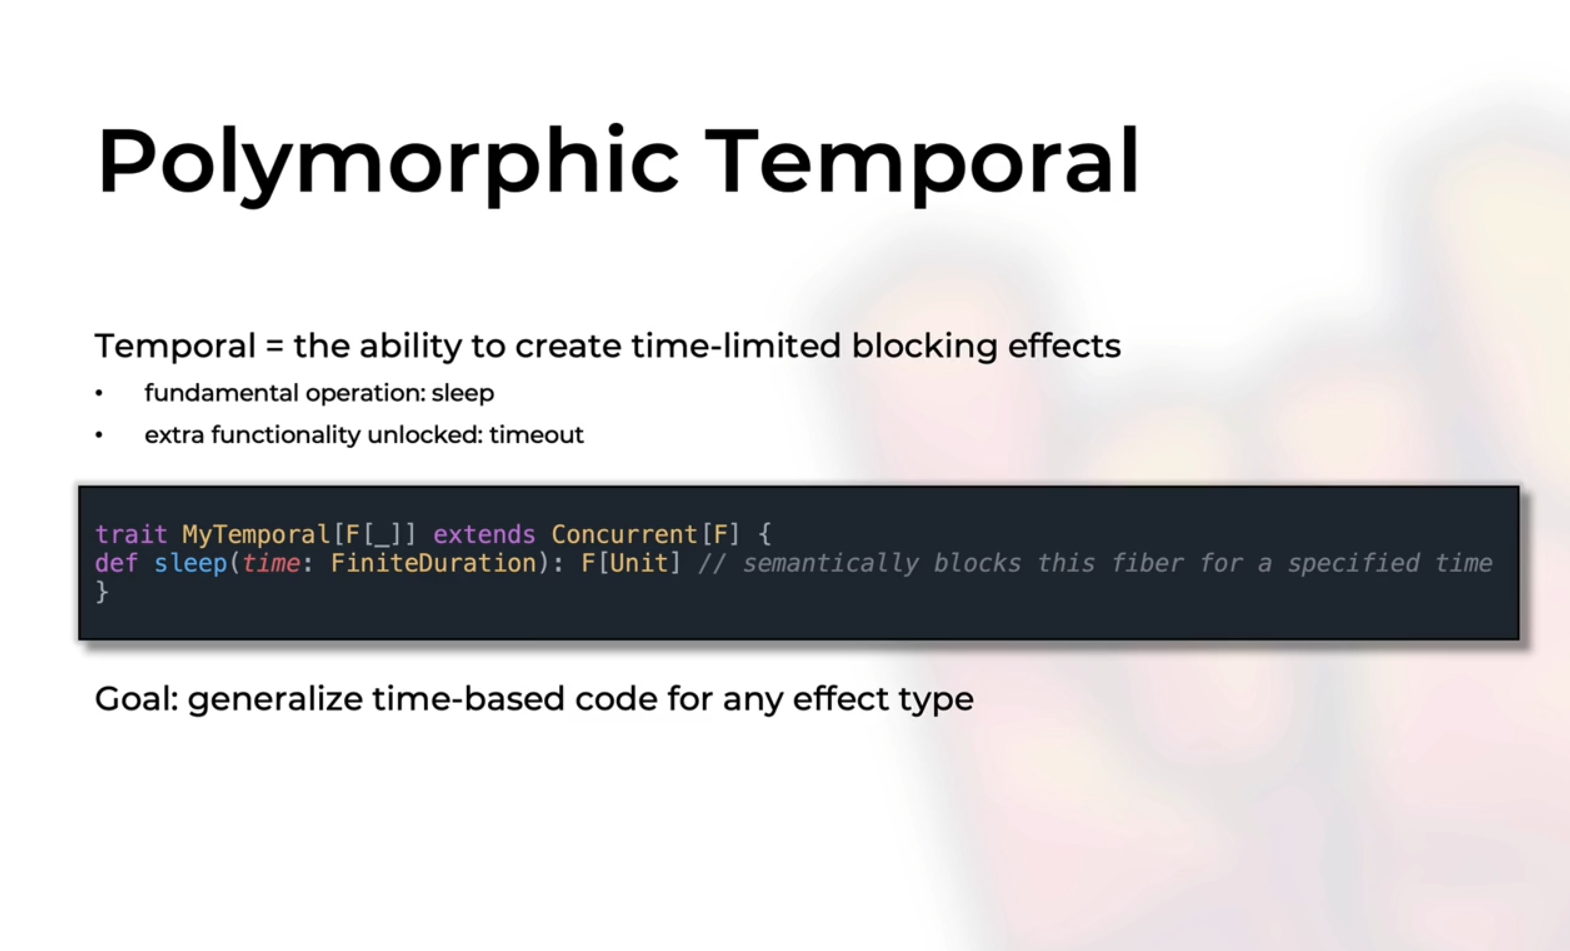 Polymorphic Temporal
Temporal = the ability to create time-limited blocking effects
• fundamental operation: sleep
• extra functionality unlocked: timeout
trait MyTemporal[F[_]] extends Concurrent[F] {
def sleep(time: FiniteDuration): F[Unit] // semantically blocks this fiber for a specified time
}
Goal: generalize time-based code for any effect type